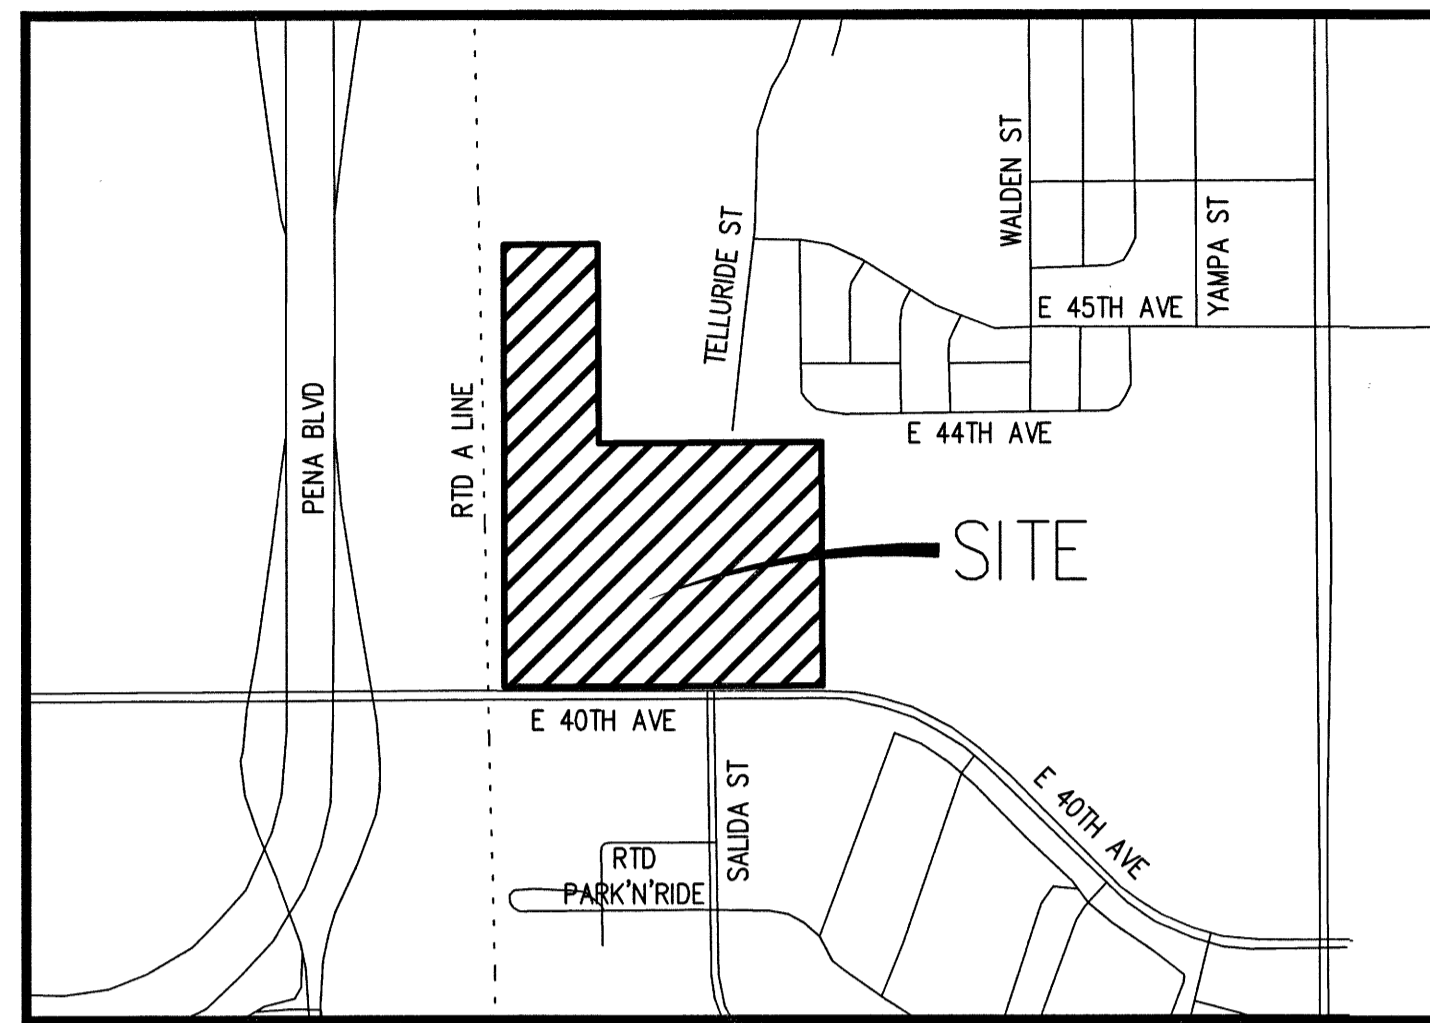 WALDEN ST
YAMPA ST
TELLURIDE ST
E 45TH AVE
PENA BLVD
RTD A LINE
E 44TH AVE
SITE
E 40TH AVE
SALIDA ST
E 40TH AVE
RTD
PARK'N'RIDE